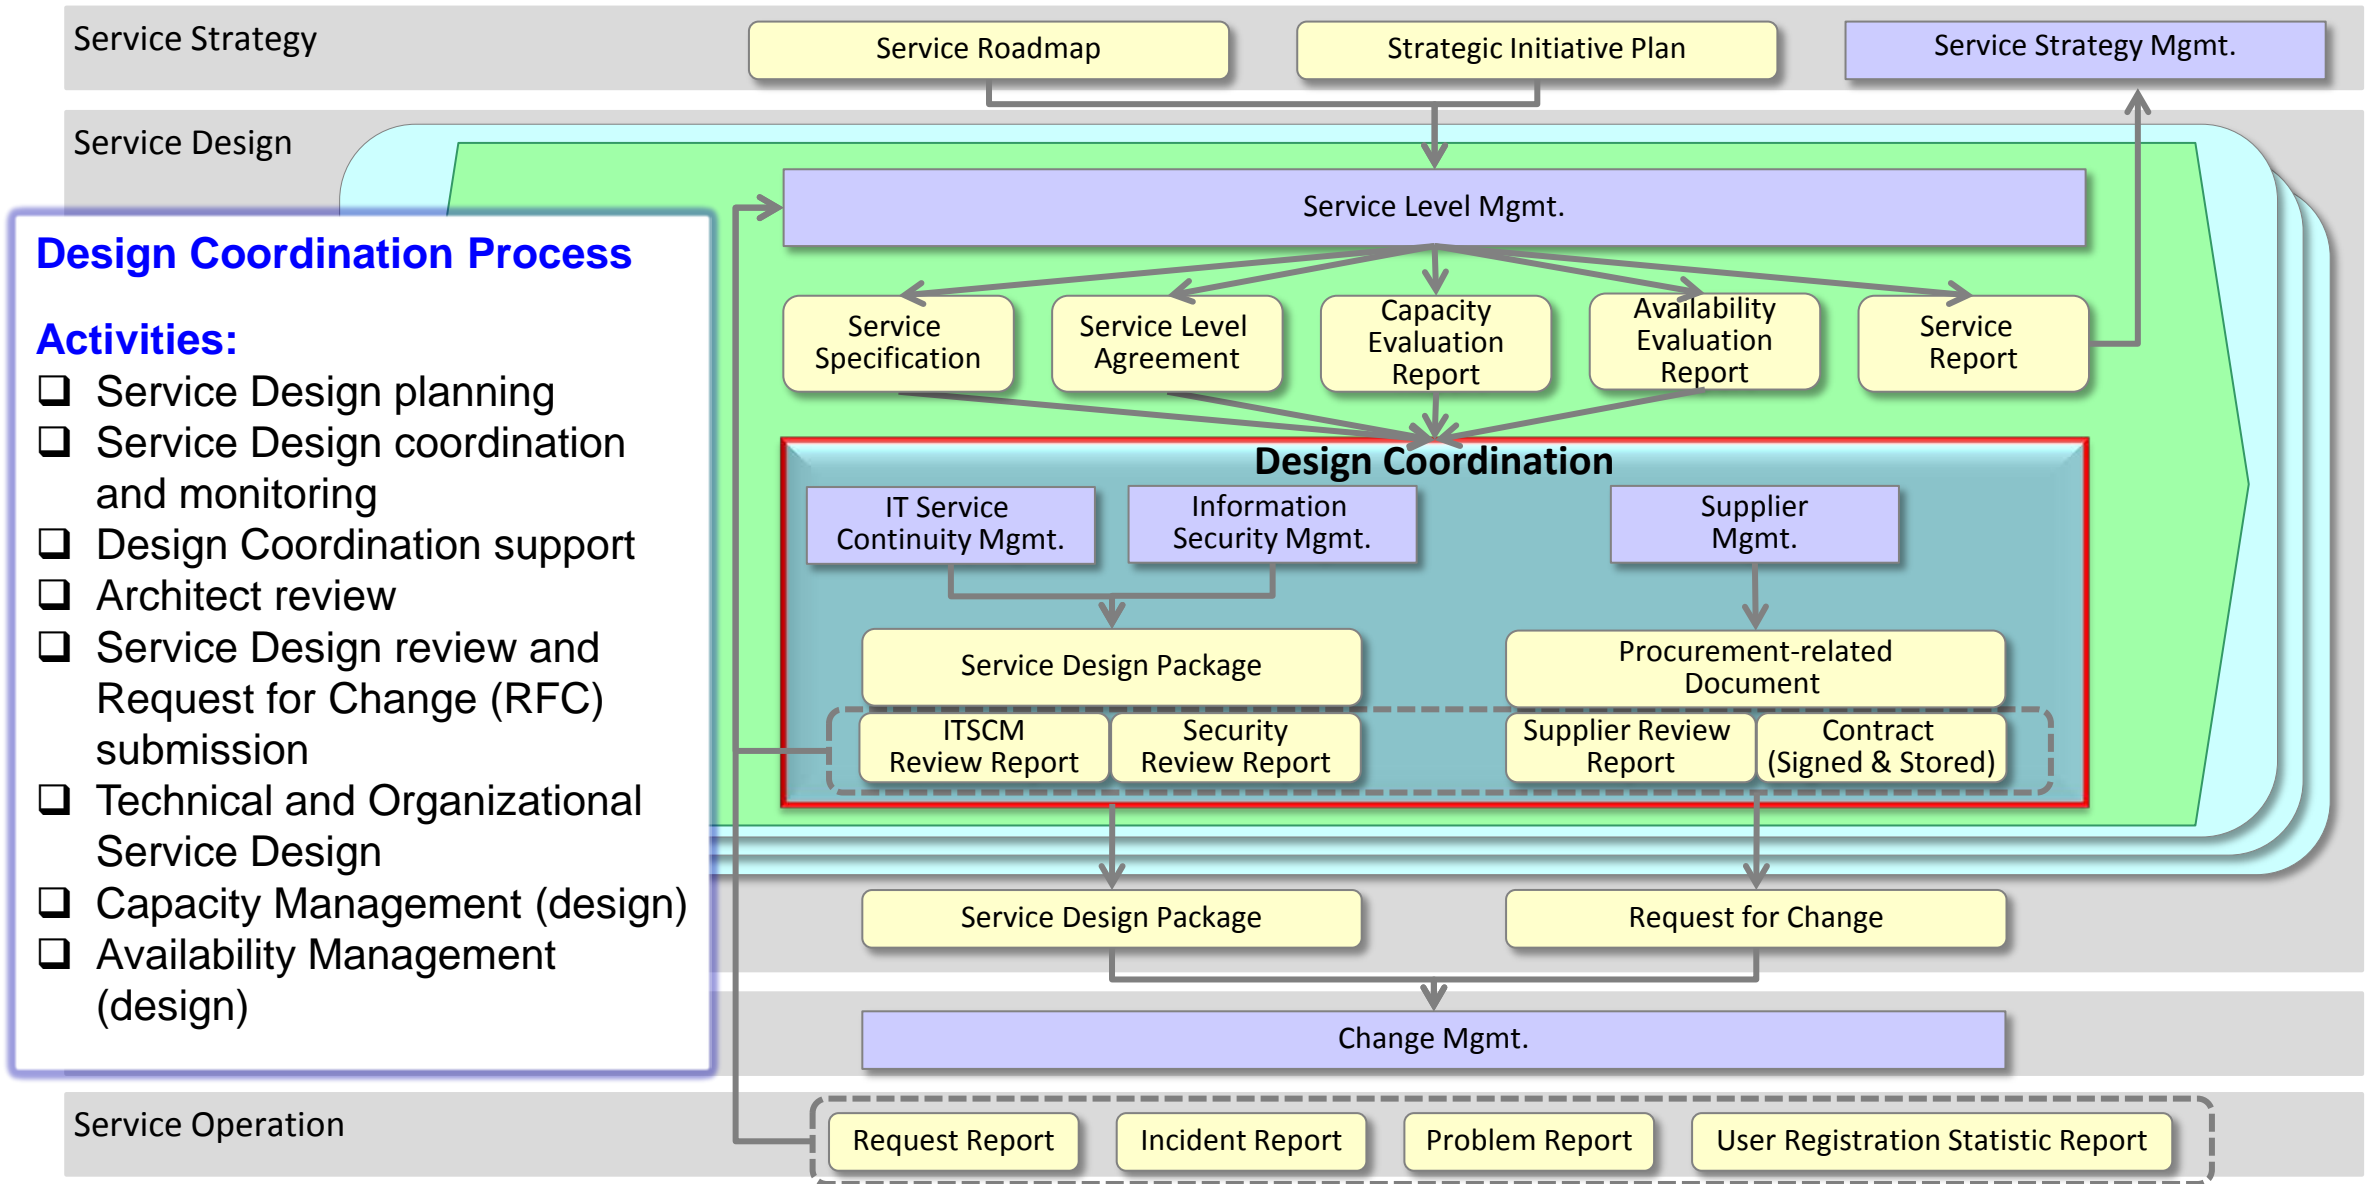 Service Strategy
Service Roadmap
Strategic Initiative Plan
Service Strategy Mgmt.
Service Design
Service Level Mgmt.
Design Coordination Process
Activities:
Service Design planning
Service Design coordination
and monitoring
Design Coordination support
Architect review
Service Design review and
Request for Change (RFC)
submission
Technical and Organizational
Service Design
Capacity Management (design)
Availability Management
(design)
Service
Specification
Service Level
Agreement
Capacity
Evaluation
Report
Availability
Evaluation
Report
Service
Report
Design Coordination
IT Service
Continuity Mgmt.
Information
Security Mgmt.
Supplier
Mgmt.
Service Design Package
Procurement-related
Document
ITSCM
Review Report
Security
Review Report
Supplier Review
Report
Contract
(Signed & Stored)
Service Design Package
Request for Change
Change Mgmt.
Service Operation
Request Report
Incident Report
Problem Report
User Registration Statistic Report